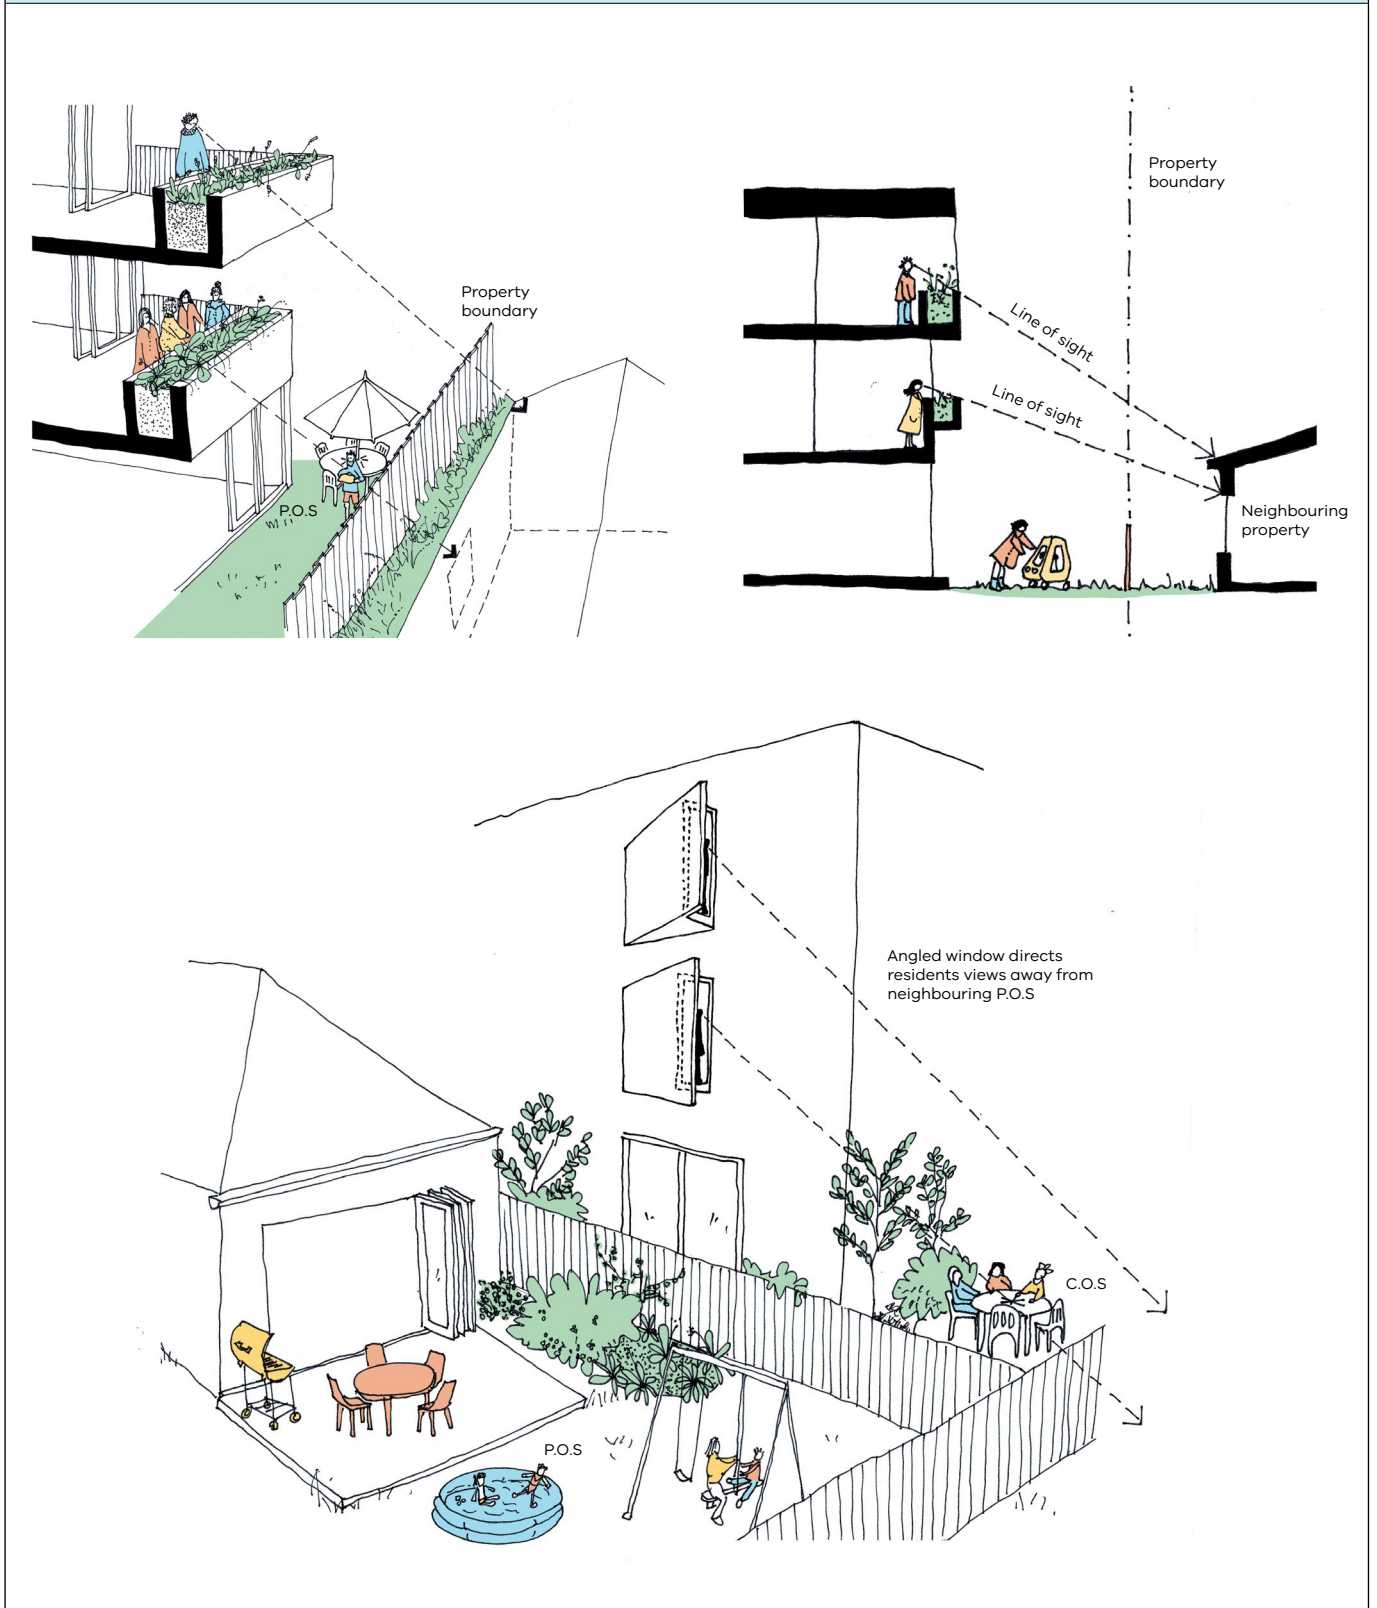 Property
boundary
P.O.S
Property
boundary
Line of sight
Line of sight
Neighbouring
property
Angled window directs
residents views away from
neighbouring P.O.S
C.O.S
P.O.S